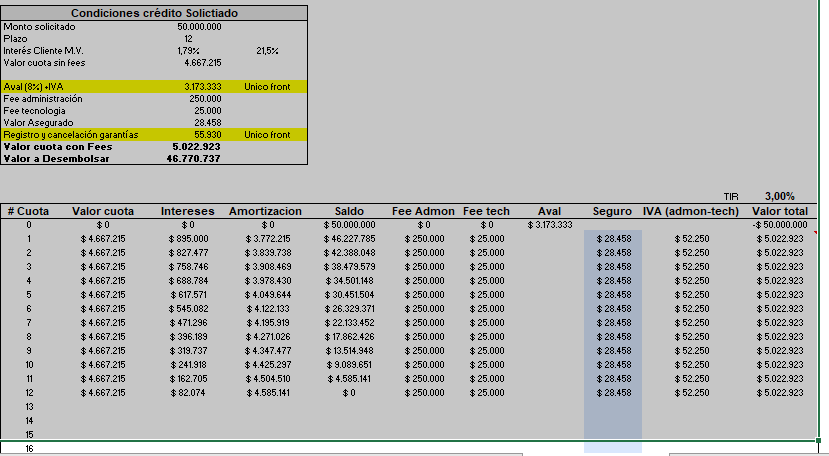 Condiciones crédito Solictiado
Monto solicitado 50.000.000
Plazo 12
Interés Cliente M.V. 1,79% 21,5%
Valor cuota sin fees 4.667.215
Aval (8%) +IVA 3.173.333 Unico front
Fee administración 250.000
Fee tecnologia 25.000
Valor Asegurado 28.458
Registro y cancelación garantías 55.930 Unico front
Valor cuota con Fees 5.022.923
Valor a Desembolsar 46.770.737
TIR 3,00%
# Cuota Valor cuota Intereses Amortizacion Saldo Fee Admon Fee tech Aval Seguro IVA (admon-tech) Valor total
0 $ 0 $ 0 $ 0 $ 50.000.000 $ 0 $ 0 $ 3.173.333 -$ 50.000.000
1 $ 4.667.215 $ 895.000 $ 3.772.215 $ 46.227.785 $ 250.000 $ 25.000 $ 28.458 $ 52.250 $ 5.022.923
2 $ 4.667.215 $ 827.477 $ 3.839.738 $ 42.388.048 $ 250.000 $ 25.000 $ 28.458 $ 52.250 $ 5.022.923
3 $ 4.667.215 $ 758.746 $ 3.908.469 $ 38.479.579 $ 250.000 $ 25.000 $ 28.458 $ 52.250 $ 5.022.923
4 $ 4.667.215 $ 688.784 $ 3.978.430 $ 34.501.148 $ 250.000 $ 25.000 $ 28.458 $ 52.250 $ 5.022.923
5 $ 4.667.215 $ 617.571 $ 4.049.644 $ 30.451.504 $ 250.000 $ 25.000 $ 28.458 $ 52.250 $ 5.022.923
6 $ 4.667.215 $ 545.082 $ 4.122.133 $ 26.329.371 $ 250.000 $ 25.000 $ 28.458 $ 52.250 $ 5.022.923
7 $ 4.667.215 $ 471.296 $ 4.195.919 $ 22.133.452 $ 250.000 $ 25.000 $ 28.458 $ 52.250 $ 5.022.923
8 $ 4.667.215 $ 396.189 $ 4.271.026 $ 17.862.426 $ 250.000 $ 25.000 $ 28.458 $ 52.250 $ 5.022.923
9 $ 4.667.215 $ 319.737 $ 4.347.477 $ 13.514.948 $ 250.000 $ 25.000 $ 28.458 $ 52.250 $ 5.022.923
10 $ 4.667.215 $ 241.918 $ 4.425.297 $ 9.089.651 $ 250.000 $ 25.000 $ 28.458 $ 52.250 $ 5.022.923
11 $ 4.667.215 $ 162.705 $ 4.504.510 $ 4.585.141 $ 250.000 $ 25.000 $ 28.458 $ 52.250 $ 5.022.923
12 $ 4.667.215 $ 82.074 $ 4.585.141 $ 0 $ 250.000 $ 25.000 $ 28.458 $ 52.250 $ 5.022.923
13
14
15
16